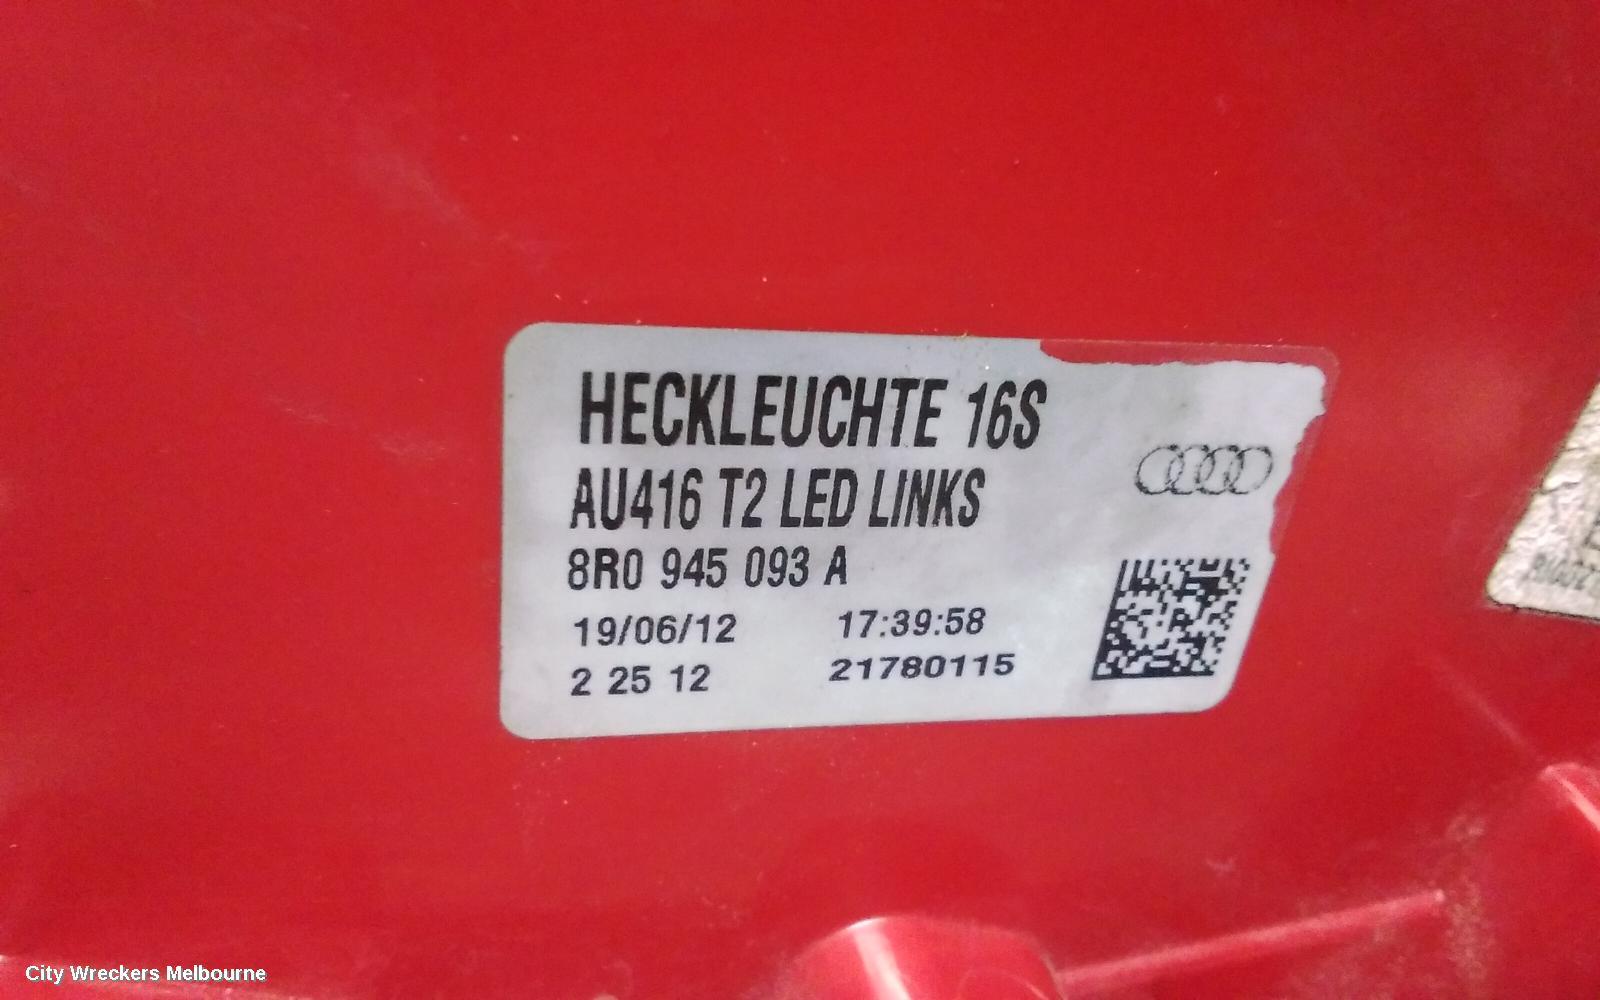 HECKLEUCHTE 16S
AU416 T2 LED LINKS
8R0 945 093 A
19/06/12 17:39:58
2 25 12 21780115
City Wreckers Melbourne